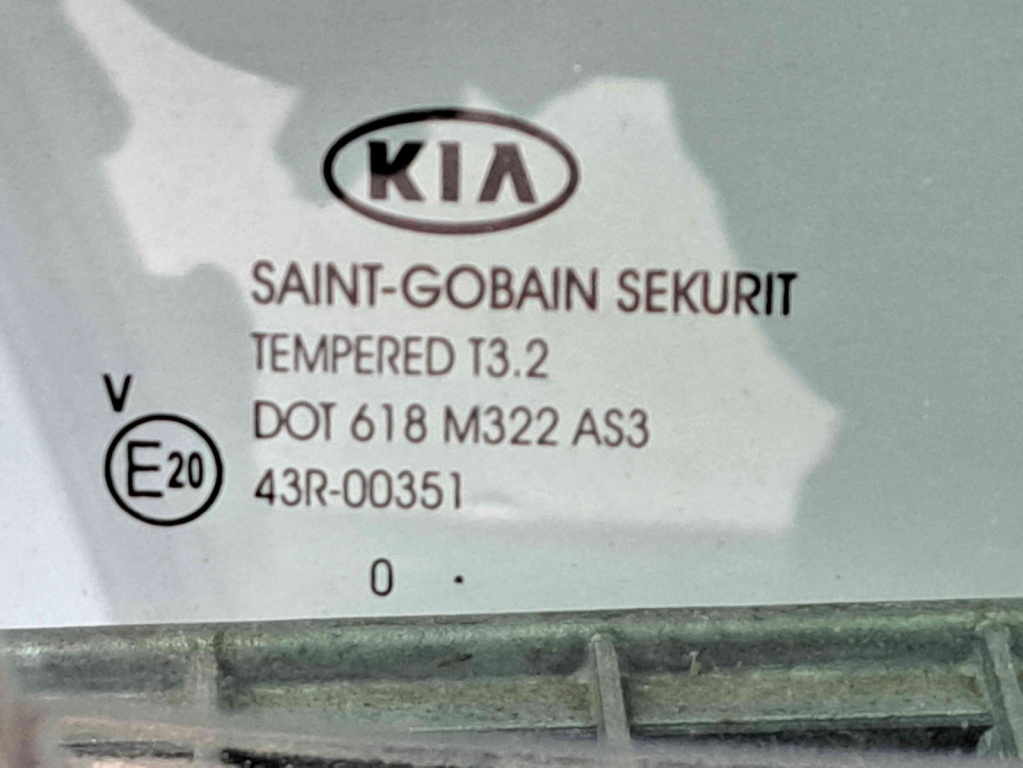 KIA
SAINT-GOBAIN SEKURIT
TEMPERED T3.2
V
DOT 618 M322 AS3
E20
43R-00351
0 .